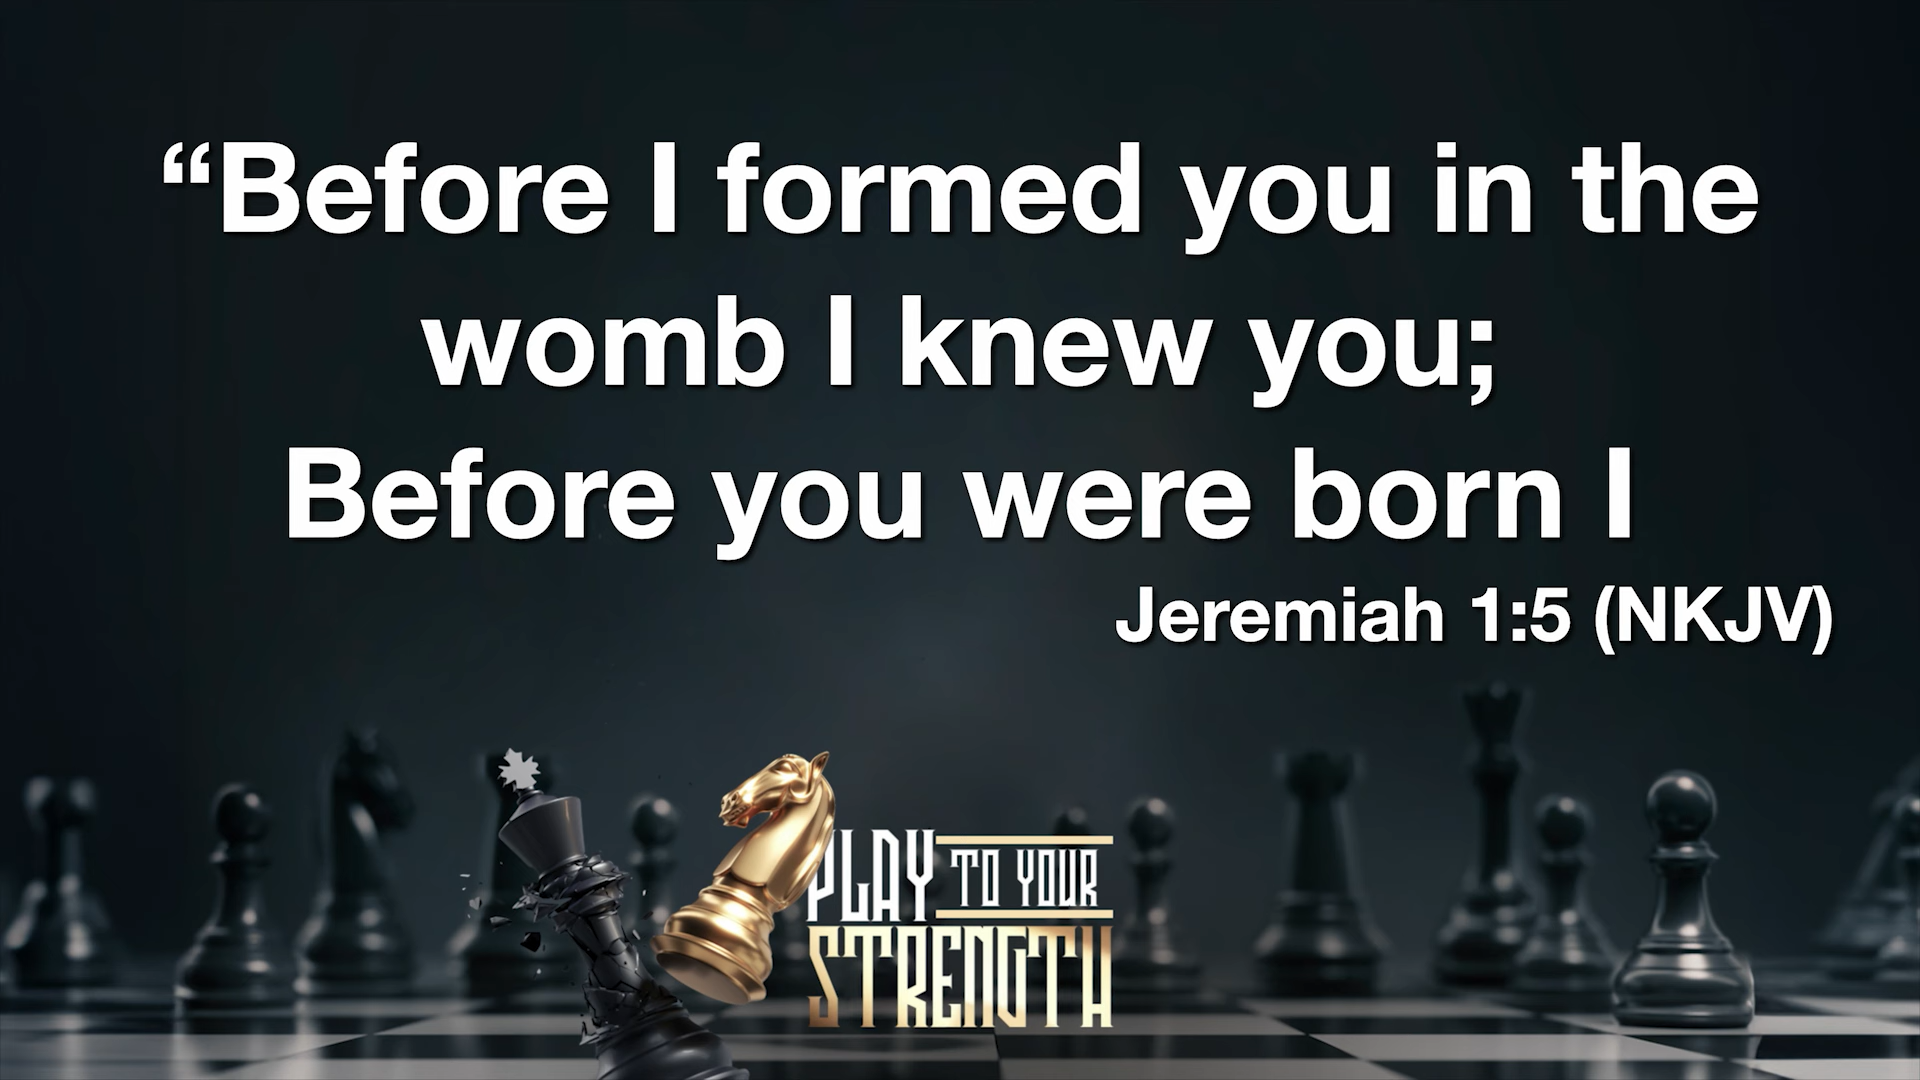 “Before I formed you in the
womb I knew you;
Before you were born I
Jeremiah 1:5 (NKJV)
PLAY TO YOUR
STRENGTH